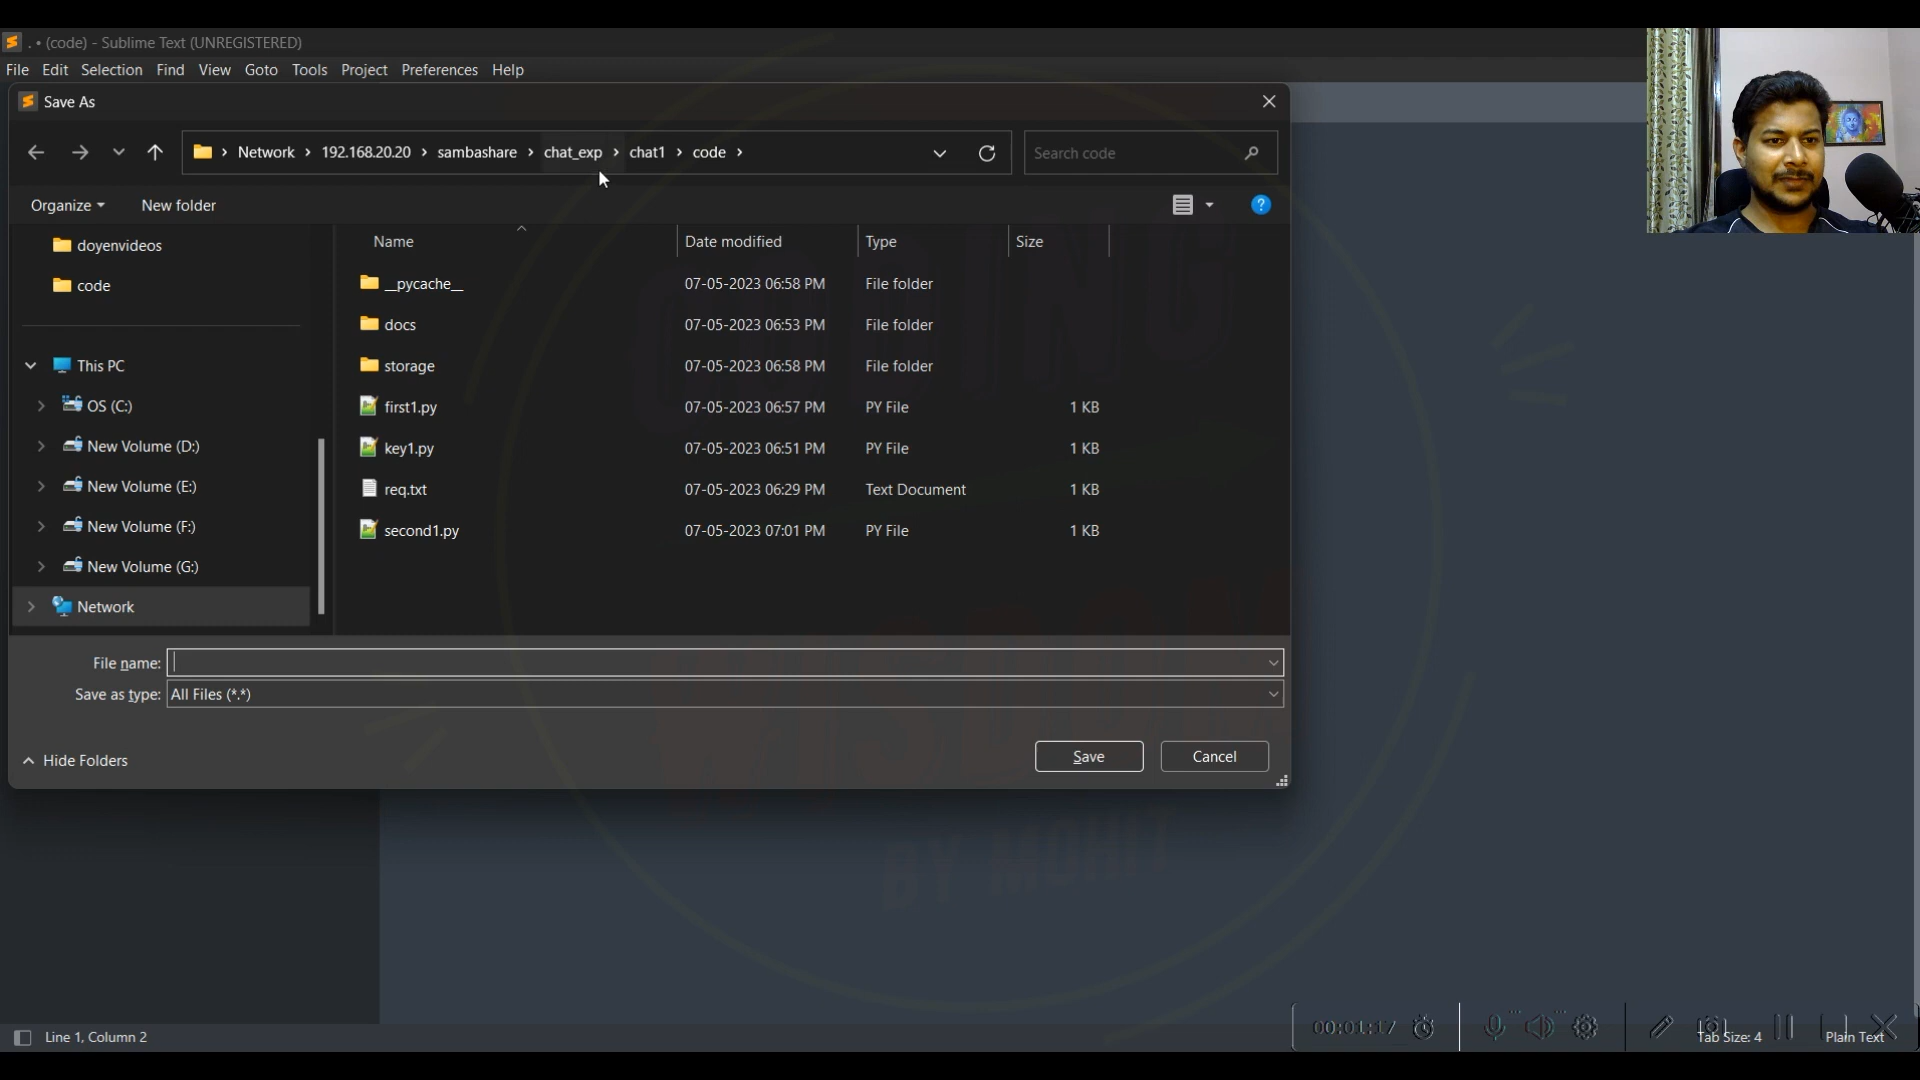 . • (code) - Sublime Text (UNREGISTERED)
File Edit Selection Find View Goto Tools Project Preferences Help
Save As
Network › 192.168.20.20 › sambashare › chat_exp › chat1 › code ›
Search code
Organize New folder
doyenvideos
code
This PC
OS (C:)
New Volume (D:)
New Volume (E:)
New Volume (F:)
New Volume (G:)
Network
Name Date modified Type Size
__pycache__ 07-05-2023 06:58 PM File folder
docs 07-05-2023 06:53 PM File folder
storage 07-05-2023 06:58 PM File folder
first1.py 07-05-2023 06:57 PM PY File 1 KB
key1.py 07-05-2023 06:51 PM PY File 1 KB
req.txt 07-05-2023 06:29 PM Text Document 1 KB
second1.py 07-05-2023 07:01 PM PY File 1 KB
File name:
Save as type: All Files (*.*)
Hide Folders
Save Cancel
CODING
WISDOM
BY MOHIT
Line 1, Column 2
00:01:17
Tab Size: 4
Plain Text